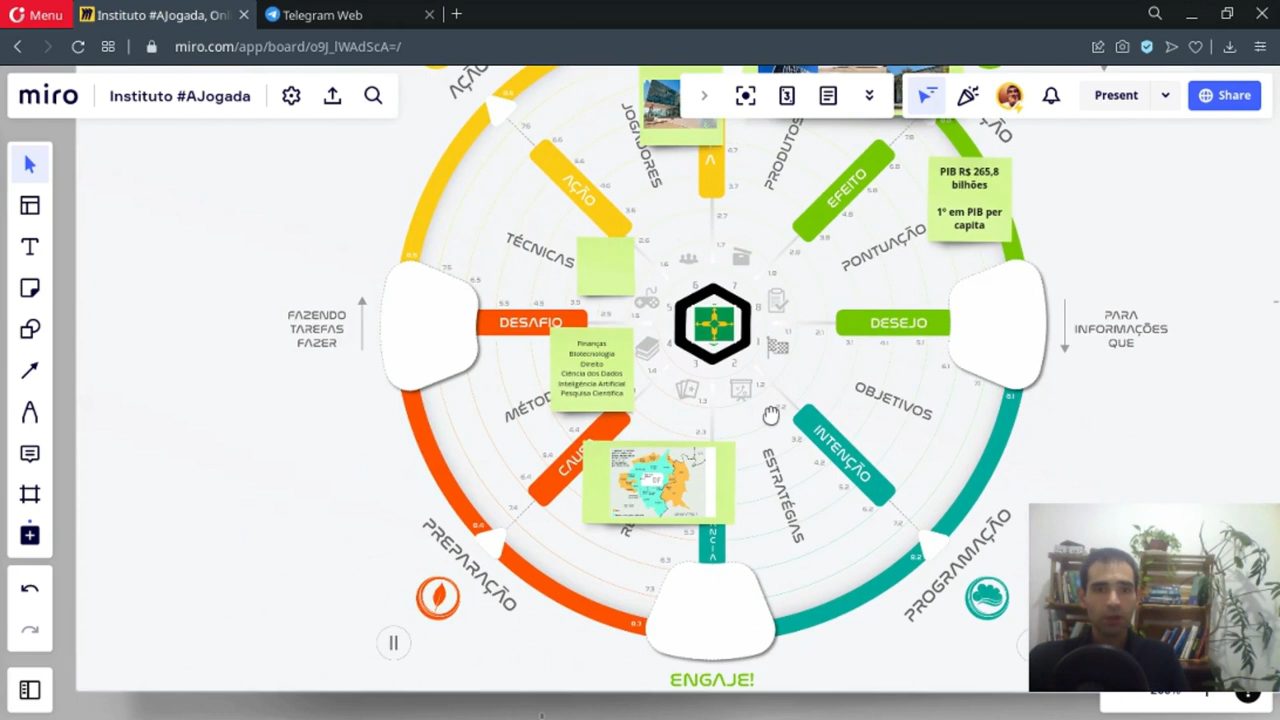 Menu
Instituto #AJogada, Onl
Telegram Web
miro.com/app/board/o9J_lWAdScA=/
miro
Instituto #AJogada
Present
Share
AÇÃO
JOGADORES
PRODUTOS
AÇÃO
EFEITO
PIB R$ 265,8
bilhões
1º em PIB per
capita
TÉCNICAS
PONTUAÇÃO
FAZENDO
TAREFAS
FAZER
DESAFIO
DESEJO
PARA
INFORMAÇÕES
QUE
Finanças
Biotecnologia
Direito
Ciência dos Dados
Inteligência Artificial
Pesquisa Científica
OBJETIVOS
INTENÇÃO
ESTRATÉGIAS
PREPARAÇÃO
PROGRAMAÇÃO
ENGAJE!